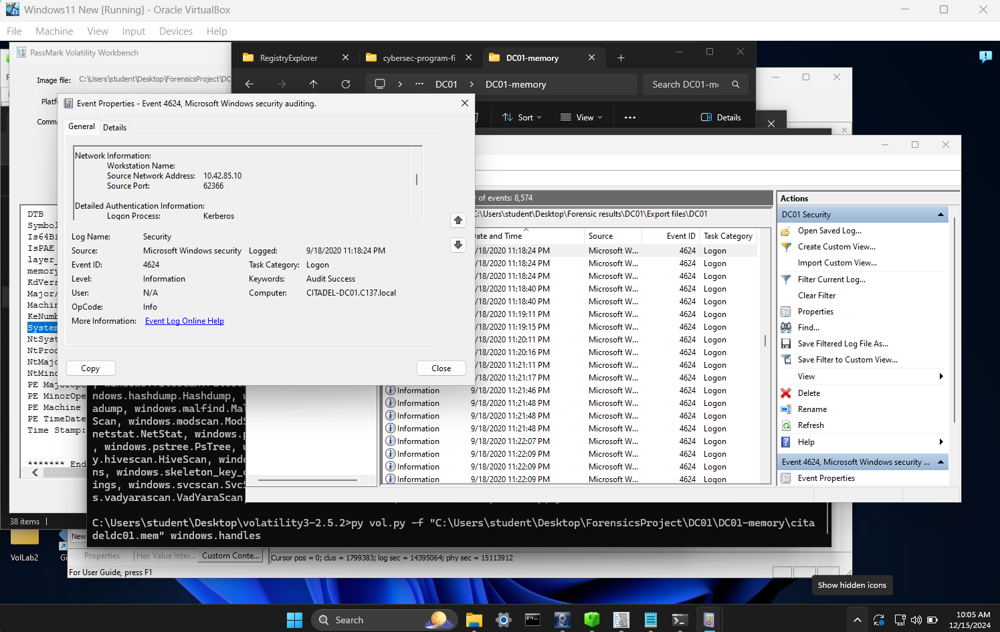 Windows11 New [Running] - Oracle VirtualBox
File Machine View Input Devices Help
PassMark Volatility Workbench
Image file: C:\Users\student\Desktop\ForensicsProject\DC
Platf
Comma
RegistryExplorer
cybersec-program-fi
DC01-memory
DC01 > DC01-memory
Search DC01-m
Sort
View
Details
Event Properties - Event 4624, Microsoft Windows security auditing.
General
Details
Network Information:
Workstation Name:
Source Network Address: 10.42.85.10
Source Port: 62366
Detailed Authentication Information:
Logon Process: Kerberos
Log Name: Security
Source: Microsoft Windows security Logged: 9/18/2020 11:18:24 PM
Event ID: 4624 Task Category: Logon
Level: Information Keywords: Audit Success
User: N/A Computer: CITADEL-DC01.C137.local
OpCode: Info
More Information: Event Log Online Help
Copy
Close
DTB
Symbol
Is64Bi
IsPAE
layer_
memory
KdVers
Major/
Machin
KeNumb
System
NtSyst
NtProd
NtMajo
NtMino
PE MajorOpe
PE MinorOpe
PE Machine
PE TimeDate
Time Stamp:
******* End
38 items
r of events: 8,574
C:\Users\student\Desktop\Forensic results\DC01\Export files\DC01
Date and Time Source Event ID Task Category
/18/2020 11:18:24 PM Microsoft W... 4624 Logon
/18/2020 11:18:24 PM Microsoft W... 4624 Logon
/18/2020 11:18:24 PM Microsoft W... 4624 Logon
/18/2020 11:18:40 PM Microsoft W... 4624 Logon
/18/2020 11:18:40 PM Microsoft W... 4624 Logon
/18/2020 11:19:11 PM Microsoft W... 4624 Logon
/18/2020 11:19:15 PM Microsoft W... 4624 Logon
/18/2020 11:20:11 PM Microsoft W... 4624 Logon
/18/2020 11:20:16 PM Microsoft W... 4624 Logon
/18/2020 11:21:11 PM Microsoft W... 4624 Logon
/18/2020 11:21:17 PM Microsoft W... 4624 Logon
Information 9/18/2020 11:21:46 PM Microsoft W... 4624 Logon
Information 9/18/2020 11:21:48 PM Microsoft W... 4624 Logon
Information 9/18/2020 11:21:48 PM Microsoft W... 4624 Logon
Information 9/18/2020 11:21:48 PM Microsoft W... 4624 Logon
Information 9/18/2020 11:22:07 PM Microsoft W... 4624 Logon
Information 9/18/2020 11:22:09 PM Microsoft W... 4624 Logon
Information 9/18/2020 11:22:09 PM Microsoft W... 4624 Logon
Information 9/18/2020 11:22:09 PM Microsoft W... 4624 Logon
Actions
DC01 Security
Open Saved Log...
Create Custom View...
Import Custom View...
Filter Current Log...
Clear Filter
Properties
Find...
Save Filtered Log File As...
Save Filter to Custom View...
View
Delete
Rename
Refresh
Help
Event 4624, Microsoft Windows security ...
Event Properties
ndows.hashdump.Hashdump, w
adump, windows.malfind.Mal
Scan, windows.modscan.ModS
netstat.NetStat, windows.p
, windows.pstree.PsTree, w
y.hivescan.HiveScan, windo
ns, windows.skeleton_key_c
ings, windows.svcscan.SvcS
s.vadyarascan.VadYaraScan
C:\Users\student\Desktop\volatility3-2.5.2>py vol.py -f "C:\Users\student\Desktop\ForensicsProject\DC01\DC01-memory\cita
deldc01.mem" windows.handles
VolLab2
Gi
New
Properties
Hex Value Inter...
Custom Conte...
Cursor pos = 0; clus = 1799383; log sec = 14395064; phy sec = 15113912
For User Guide, press F1
Show hidden icons
Search
10:05 AM
12/15/2024